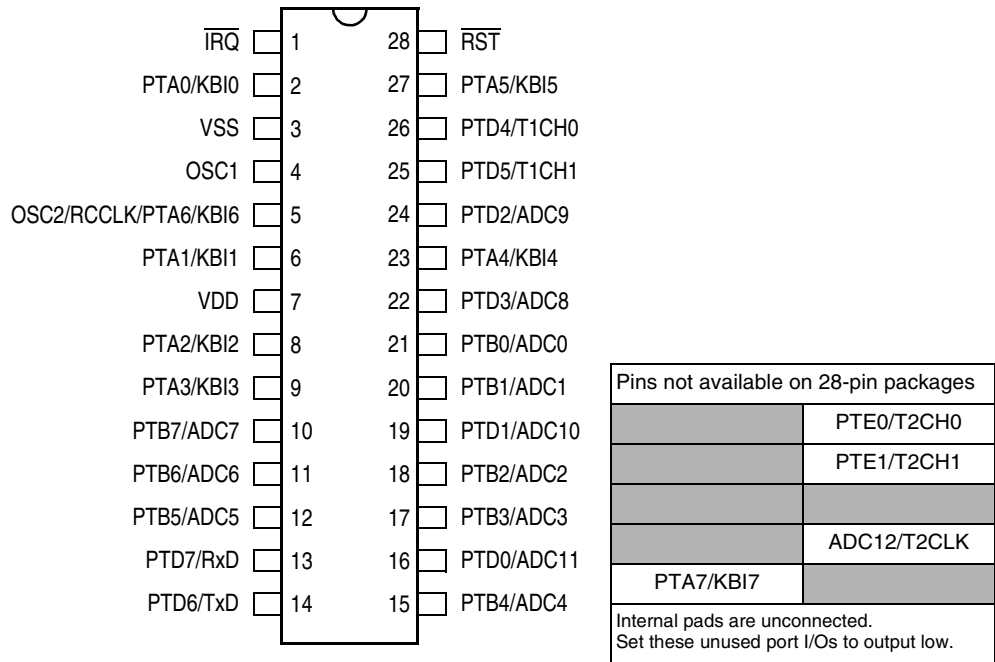 IRQ 1 28 RST
PTA0/KBI0 2 27 PTA5/KBI5
VSS 3 26 PTD4/T1CH0
OSC1 4 25 PTD5/T1CH1
OSC2/RCCLK/PTA6/KBI6 5 24 PTD2/ADC9
PTA1/KBI1 6 23 PTA4/KBI4
VDD 7 22 PTD3/ADC8
PTA2/KBI2 8 21 PTB0/ADC0
PTA3/KBI3 9 20 PTB1/ADC1
PTB7/ADC7 10 19 PTD1/ADC10
PTB6/ADC6 11 18 PTB2/ADC2
PTB5/ADC5 12 17 PTB3/ADC3
PTD7/RxD 13 16 PTD0/ADC11
PTD6/TxD 14 15 PTB4/ADC4
Pins not available on 28-pin packages
PTE0/T2CH0
PTE1/T2CH1
ADC12/T2CLK
PTA7/KBI7
Internal pads are unconnected.
Set these unused port I/Os to output low.